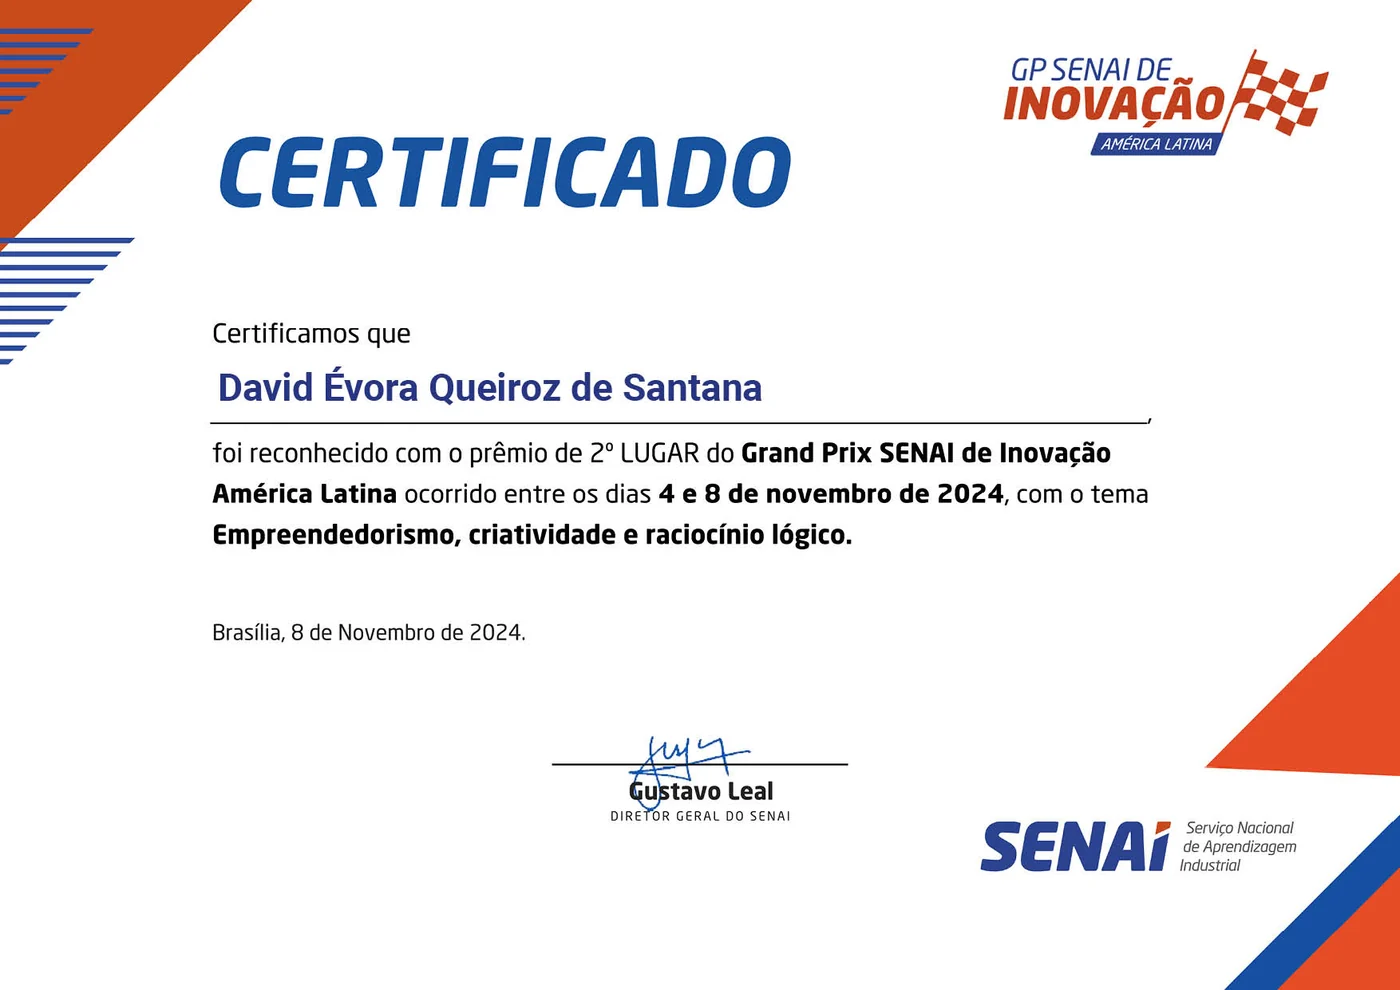 GP SENAI DE
INOVAÇÃO
AMÉRICA LATINA
CERTIFICADO
Certificamos que
David Évora Queiroz de Santana
,
foi reconhecido com o prêmio de 2º LUGAR do Grand Prix SENAI de Inovação
América Latina ocorrido entre os dias 4 e 8 de novembro de 2024, com o tema
Empreendedorismo, criatividade e raciocínio lógico.
Brasília, 8 de Novembro de 2024.
Gustavo Leal
DIRETOR GERAL DO SENAI
SENAI
Serviço Nacional
de Aprendizagem
Industrial